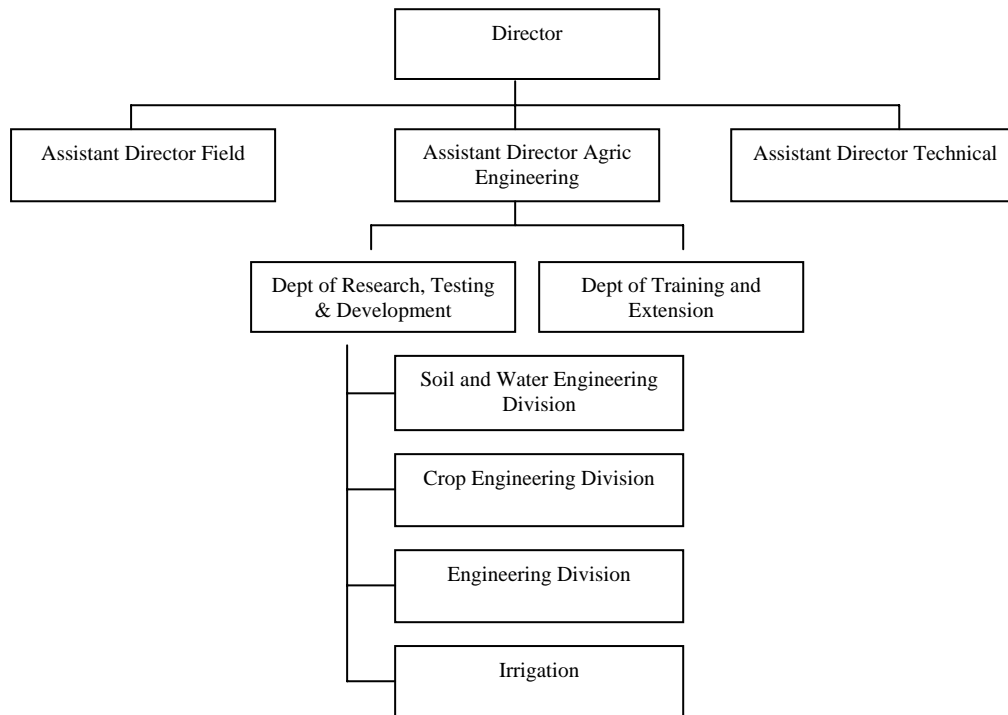 Director
Assistant Director Field
Assistant Director Agric
Engineering
Assistant Director Technical
Dept of Research, Testing
& Development
Dept of Training and
Extension
Soil and Water Engineering
Division
Crop Engineering Division
Engineering Division
Irrigation